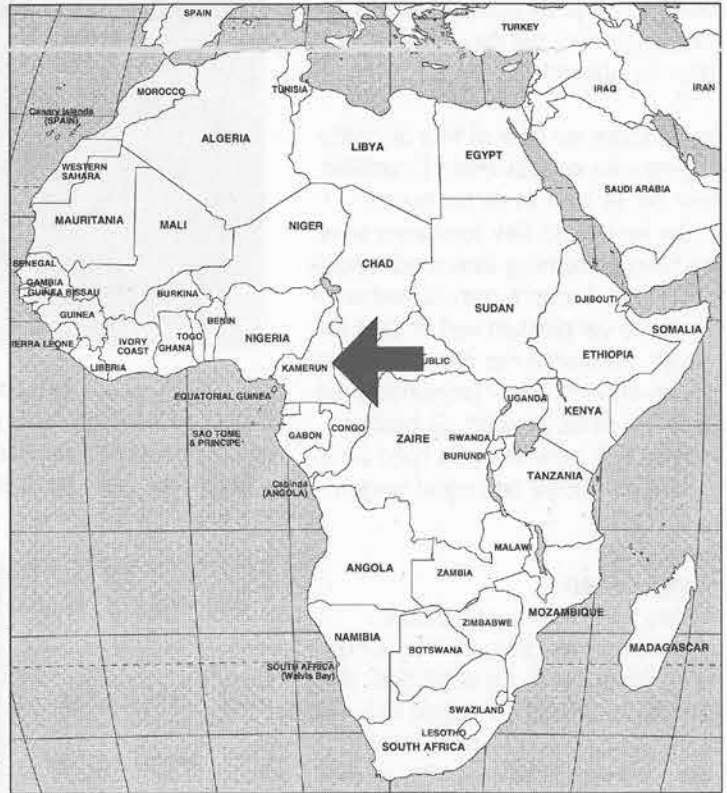 SPAIN
TURKEY
MOROCCO
TUNISIA
IRAQ
IRAN
Canary Islands
(SPAIN)
ALGERIA
LIBYA
EGYPT
WESTERN
SAHARA
SAUDI ARABIA
MAURITANIA
MALI
NIGER
CHAD
SUDAN
SENEGAL
GAMBIA
GUINEA BISSAU
GUINEA
BURKINA
BENIN
NIGERIA
DJIBOUTI
SOMALIA
ETHIOPIA
IERRA LEONE
IVORY
COAST
TOGO
GHANA
LIBERIA
KAMERUN
UBLIC
EQUATORIAL GUINEA
UGANDA
KENYA
SAO TOME
& PRINCIPE
GABON
CONGO
ZAIRE
RWANDA
BURUNDI
TANZANIA
Cabinda
(ANGOLA)
ANGOLA
MALAWI
ZAMBIA
MOZAMBIQUE
ZIMBABWE
NAMIBIA
BOTSWANA
MADAGASCAR
SOUTH AFRICA
(Walvis Bay)
SWAZILAND
LESOTHO
SOUTH AFRICA